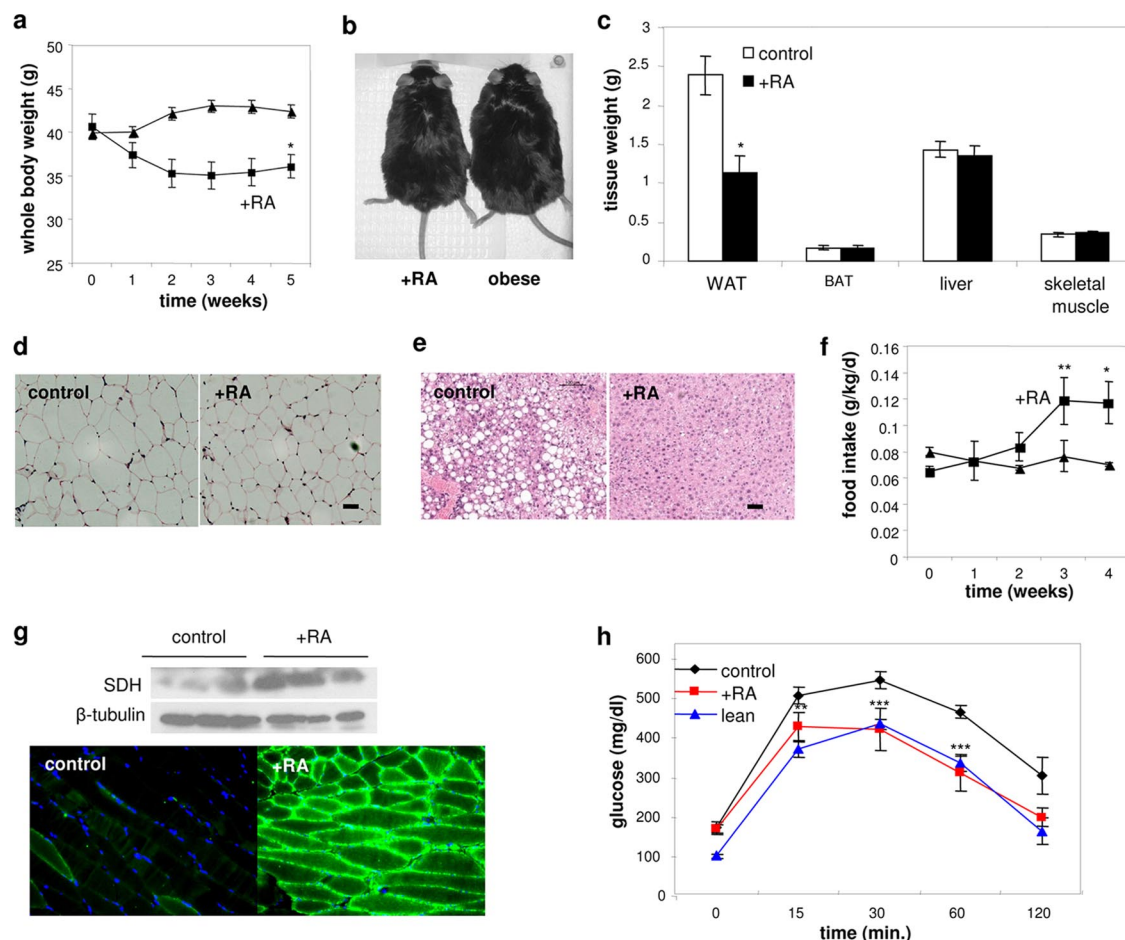 a
whole body weight (g)
50
45
40
35
30
25
*
+RA
0 1 2 3 4 5
time (weeks)
b
+RA obese
c
tissue weight (g)
3
2.5
2
1.5
1
0.5
0
control
+RA
*
WAT BAT liver skeletal
muscle
d
control +RA
e
control +RA
f
food intake (g/kg/d)
0.16
0.14
0.12
0.10
0.08
0.06
0.04
0.02
0
+RA
** *
0 1 2 3 4
time (weeks)
g
control +RA
SDH
β-tubulin
control +RA
h
glucose (mg/dl)
600
500
400
300
200
100
0
control
+RA
lean
** *** ***
0 15 30 60 120
time (min.)